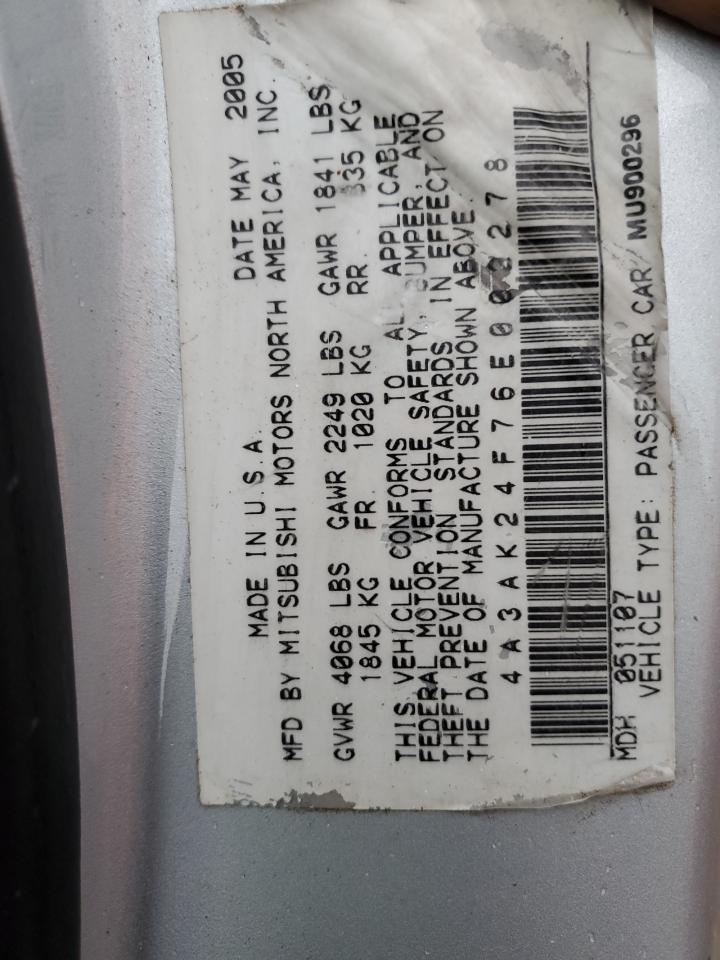 MADE IN U.S.A. DATE MAY 2005
MFD BY MITSUBISHI MOTORS NORTH AMERICA, INC.
GVWR 4068 LBS GAWR 2249 LBS GAWR 1841 LBS
1845 KG FR. 1020 KG RR. 835 KG
THIS VEHICLE CONFORMS TO ALL APPLICABLE
FEDERAL MOTOR VEHICLE SAFETY, BUMPER, AND
THEFT PREVENTION STANDARDS IN EFFECT ON
THE DATE OF MANUFACTURE SHOWN ABOVE.
4A3AK24F76E002278
MDH 051107
VEHICLE TYPE: PASSENGER CAR MU900296